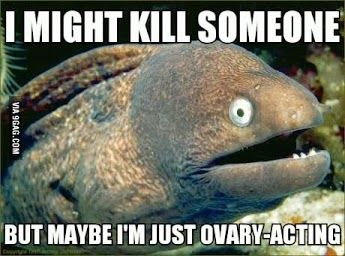 I MIGHT KILL SOMEONE
VIA 9GAG.COM
BUT MAYBE I'M JUST OVARY-ACTING